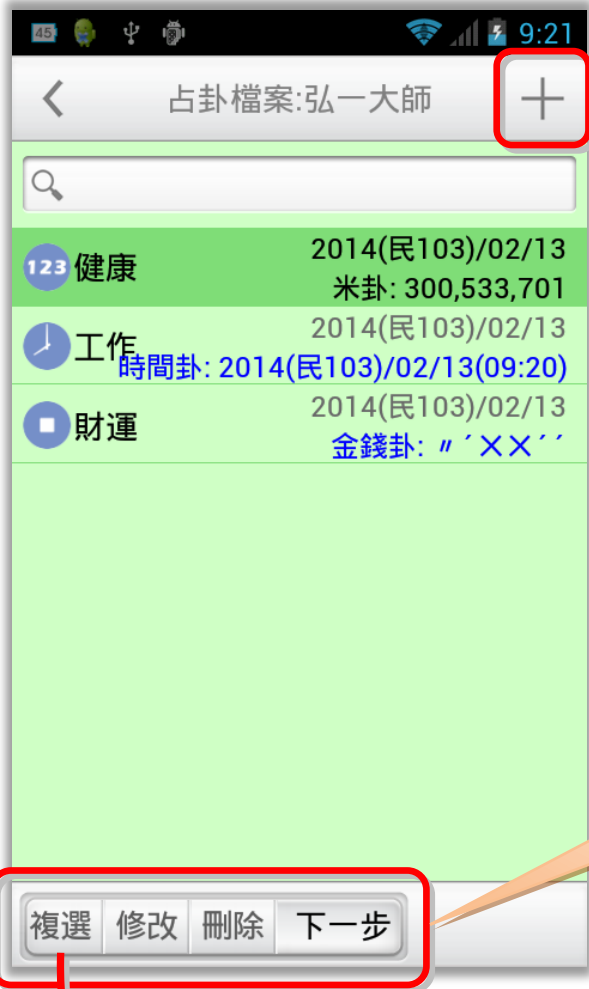 45 9:21
占卦檔案:弘一大師
123 健康 2014(民103)/02/13
米卦: 300,533,701
工作 2014(民103)/02/13
時間卦: 2014(民103)/02/13(09:20)
財運 2014(民103)/02/13
金錢卦: 〃ˊ╳╳ˊˊ
複選 修改 刪除 下一步